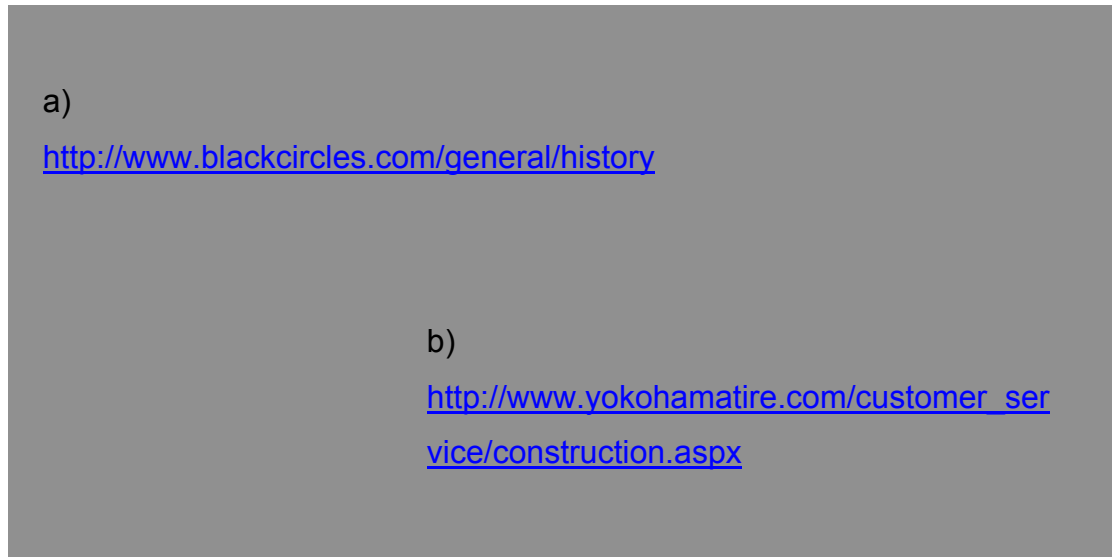 a)
http://www.blackcircles.com/general/history
b)
http://www.yokohamatire.com/customer_ser
vice/construction.aspx